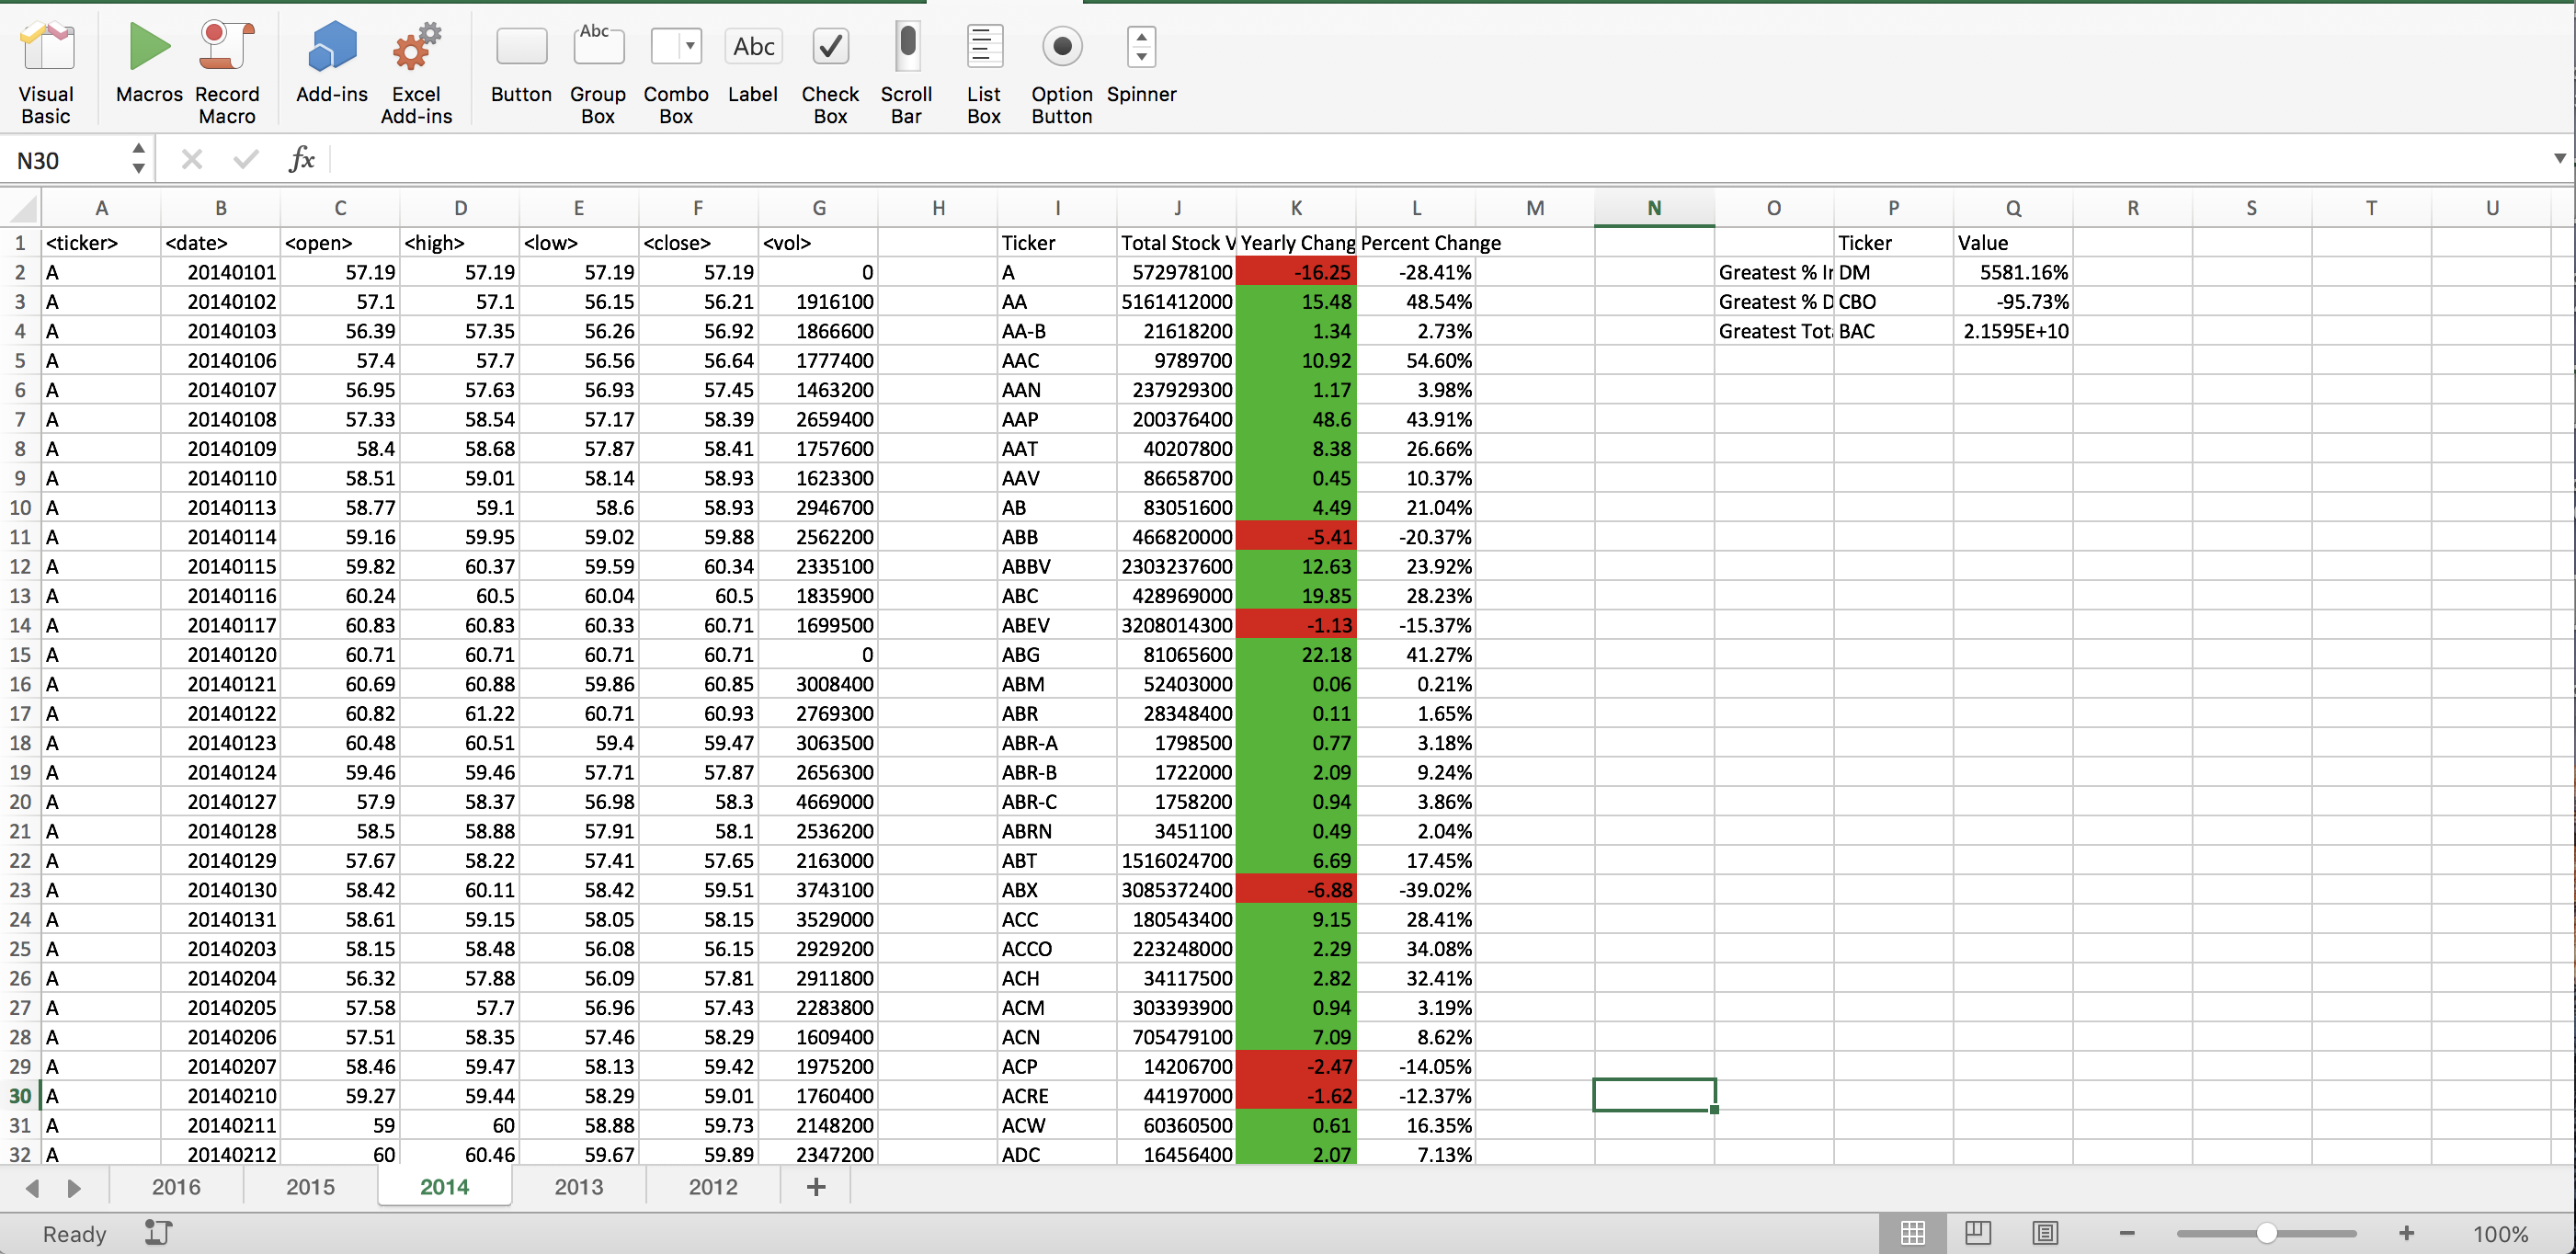 Visual Basic Macros Record Macro Add-ins Excel Add-ins Button Group Box Combo Box Label Check Box Scroll Bar List Box Option Button Spinner
Abc Abc
N30 fx
A B C D E F G H I J K L M N O P Q R S T U
1 <ticker> <date> <open> <high> <low> <close> <vol> Ticker Total Stock V Yearly Chang Percent Change Ticker Value
2 A 20140101 57.19 57.19 57.19 57.19 0 A 572978100 -16.25 -28.41% Greatest % Ir DM 5581.16%
3 A 20140102 57.1 57.1 56.15 56.21 1916100 AA 5161412000 15.48 48.54% Greatest % D CBO -95.73%
4 A 20140103 56.39 57.35 56.26 56.92 1866600 AA-B 21618200 1.34 2.73% Greatest Tot BAC 2.1595E+10
5 A 20140106 57.4 57.7 56.56 56.64 1777400 AAC 9789700 10.92 54.60%
6 A 20140107 56.95 57.63 56.93 57.45 1463200 AAN 237929300 1.17 3.98%
7 A 20140108 57.33 58.54 57.17 58.39 2659400 AAP 200376400 48.6 43.91%
8 A 20140109 58.4 58.68 57.87 58.41 1757600 AAT 40207800 8.38 26.66%
9 A 20140110 58.51 59.01 58.14 58.93 1623300 AAV 86658700 0.45 10.37%
10 A 20140113 58.77 59.1 58.6 58.93 2946700 AB 83051600 4.49 21.04%
11 A 20140114 59.16 59.95 59.02 59.88 2562200 ABB 466820000 -5.41 -20.37%
12 A 20140115 59.82 60.37 59.59 60.34 2335100 ABBV 2303237600 12.63 23.92%
13 A 20140116 60.24 60.5 60.04 60.5 1835900 ABC 428969000 19.85 28.23%
14 A 20140117 60.83 60.83 60.33 60.71 1699500 ABEV 3208014300 -1.13 -15.37%
15 A 20140120 60.71 60.71 60.71 60.71 0 ABG 81065600 22.18 41.27%
16 A 20140121 60.69 60.88 59.86 60.85 3008400 ABM 52403000 0.06 0.21%
17 A 20140122 60.82 61.22 60.71 60.93 2769300 ABR 28348400 0.11 1.65%
18 A 20140123 60.48 60.51 59.4 59.47 3063500 ABR-A 1798500 0.77 3.18%
19 A 20140124 59.46 59.46 57.71 57.87 2656300 ABR-B 1722000 2.09 9.24%
20 A 20140127 57.9 58.37 56.98 58.3 4669000 ABR-C 1758200 0.94 3.86%
21 A 20140128 58.5 58.88 57.91 58.1 2536200 ABRN 3451100 0.49 2.04%
22 A 20140129 57.67 58.22 57.41 57.65 2163000 ABT 1516024700 6.69 17.45%
23 A 20140130 58.42 60.11 58.42 59.51 3743100 ABX 3085372400 -6.88 -39.02%
24 A 20140131 58.61 59.15 58.05 58.15 3529000 ACC 180543400 9.15 28.41%
25 A 20140203 58.15 58.48 56.08 56.15 2929200 ACCO 223248000 2.29 34.08%
26 A 20140204 56.32 57.88 56.09 57.81 2911800 ACH 34117500 2.82 32.41%
27 A 20140205 57.58 57.7 56.96 57.43 2283800 ACM 303393900 0.94 3.19%
28 A 20140206 57.51 58.35 57.46 58.29 1609400 ACN 705479100 7.09 8.62%
29 A 20140207 58.46 59.47 58.13 59.42 1975200 ACP 14206700 -2.47 -14.05%
30 A 20140210 59.27 59.44 58.29 59.01 1760400 ACRE 44197000 -1.62 -12.37%
31 A 20140211 59 60 58.88 59.73 2148200 ACW 60360500 0.61 16.35%
32 A 20140212 60 60.46 59.67 59.89 2347200 ADC 16456400 2.07 7.13%
2016 2015 2014 2013 2012 +
Ready 100%